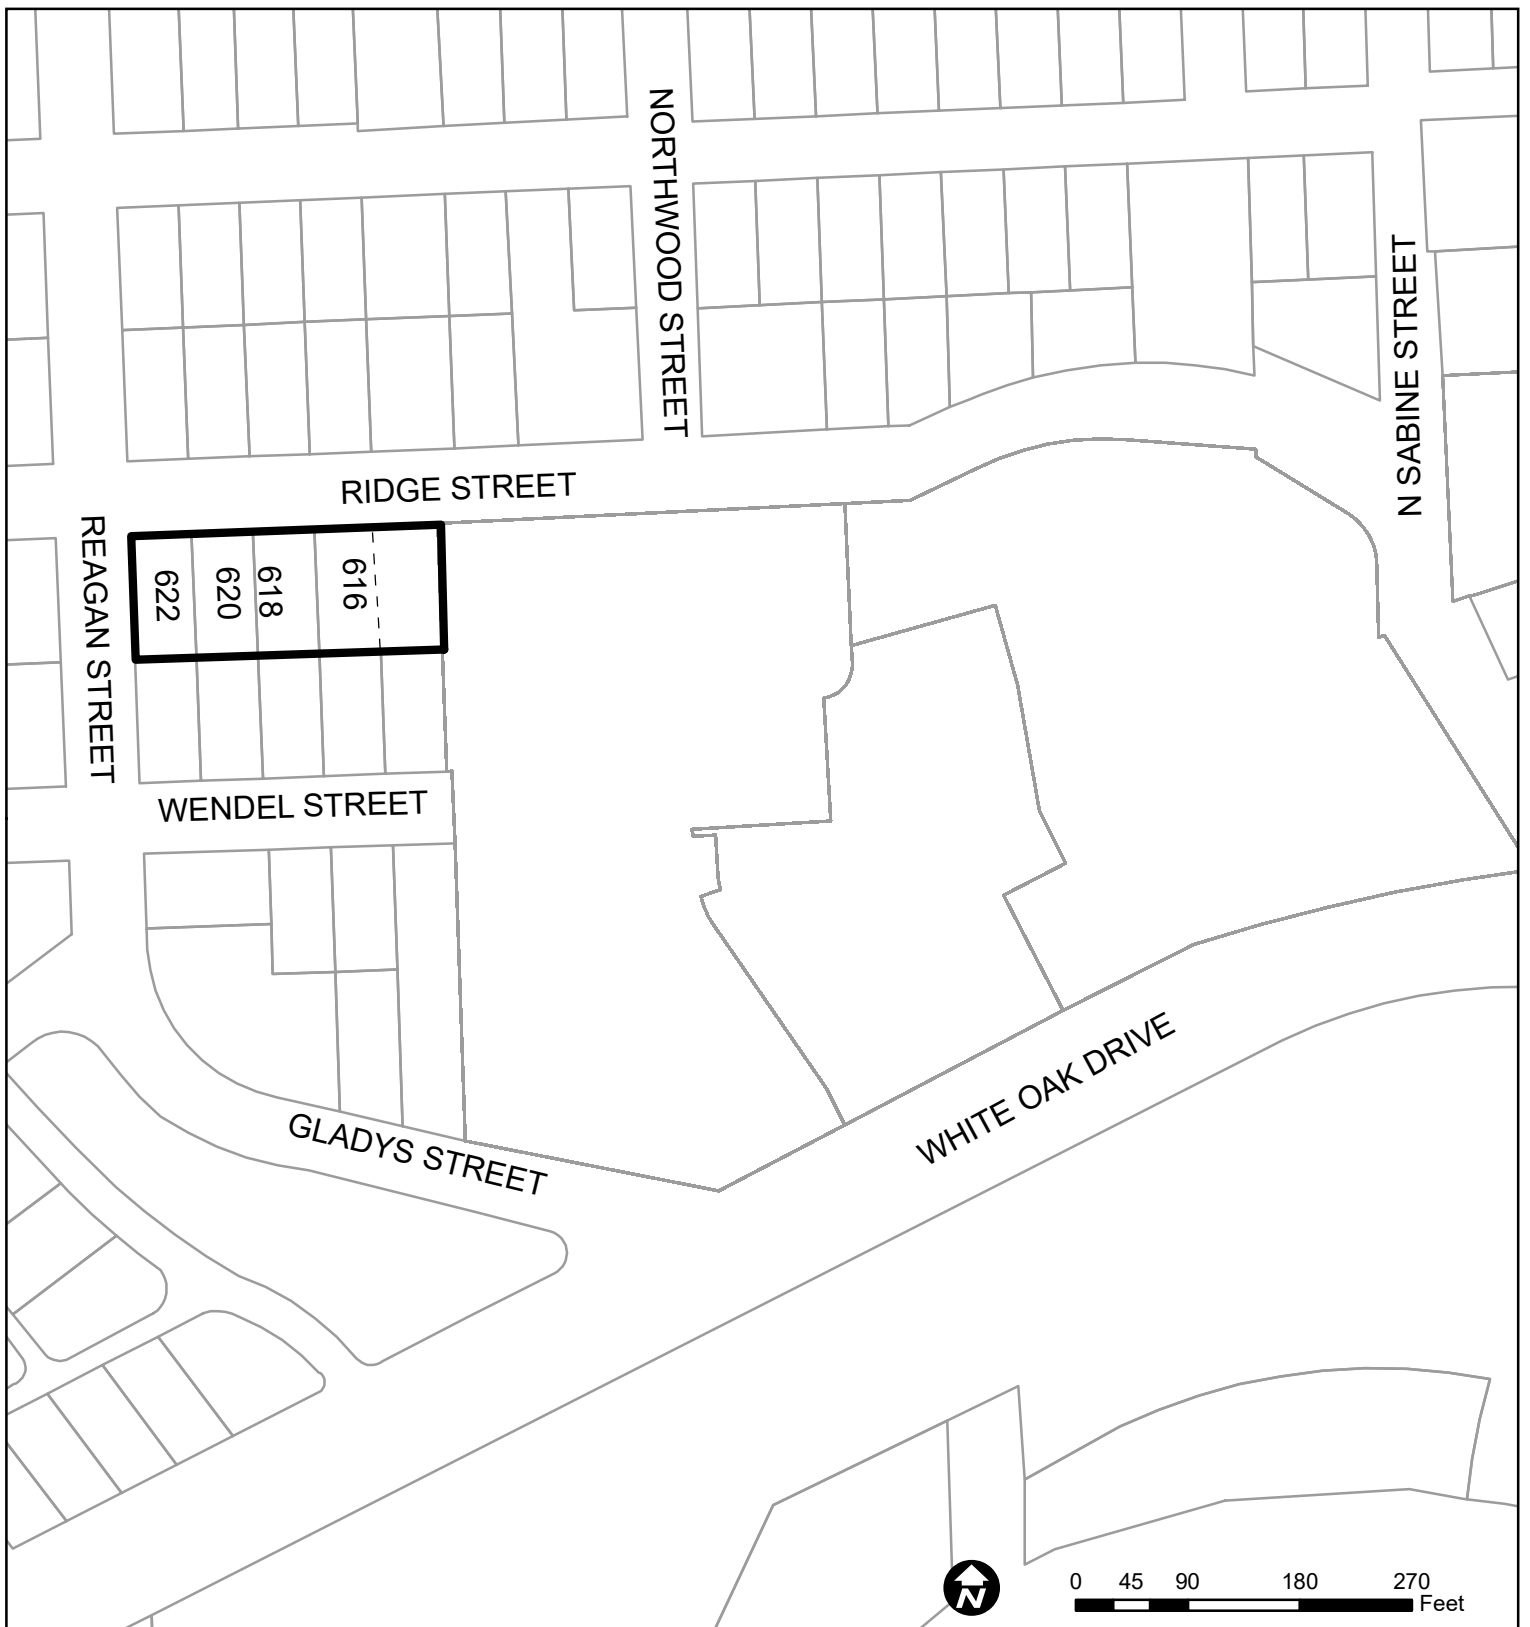 NORTHWOOD STREET
N SABINE STREET
RIDGE STREET
REAGAN STREET
622
620
618
616
WENDEL STREET
GLADYS STREET
WHITE OAK DRIVE
N
0 45 90 180 270
Feet